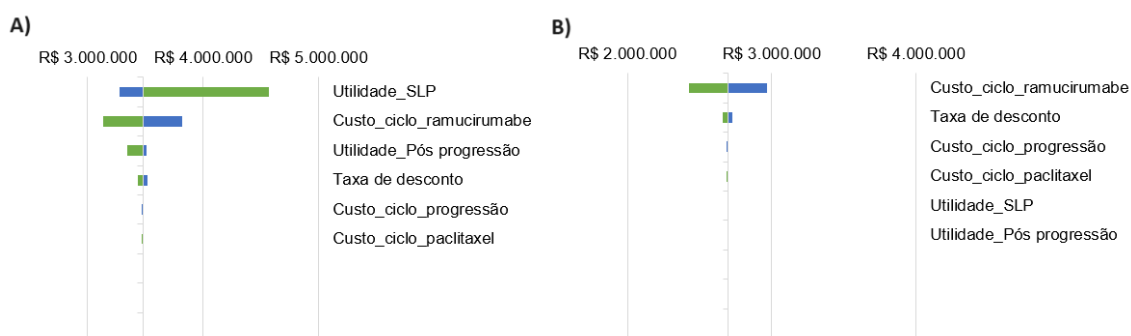 A)
R$ 3.000.000 R$ 4.000.000 R$ 5.000.000
Utilidade_SLP
Custo_ciclo_ramucirumabe
Utilidade_Pós progressão
Taxa de desconto
Custo_ciclo_progressão
Custo_ciclo_paclitaxel
B)
R$ 2.000.000 R$ 3.000.000 R$ 4.000.000
Custo_ciclo_ramucirumabe
Taxa de desconto
Custo_ciclo_progressão
Custo_ciclo_paclitaxel
Utilidade_SLP
Utilidade_Pós progressão